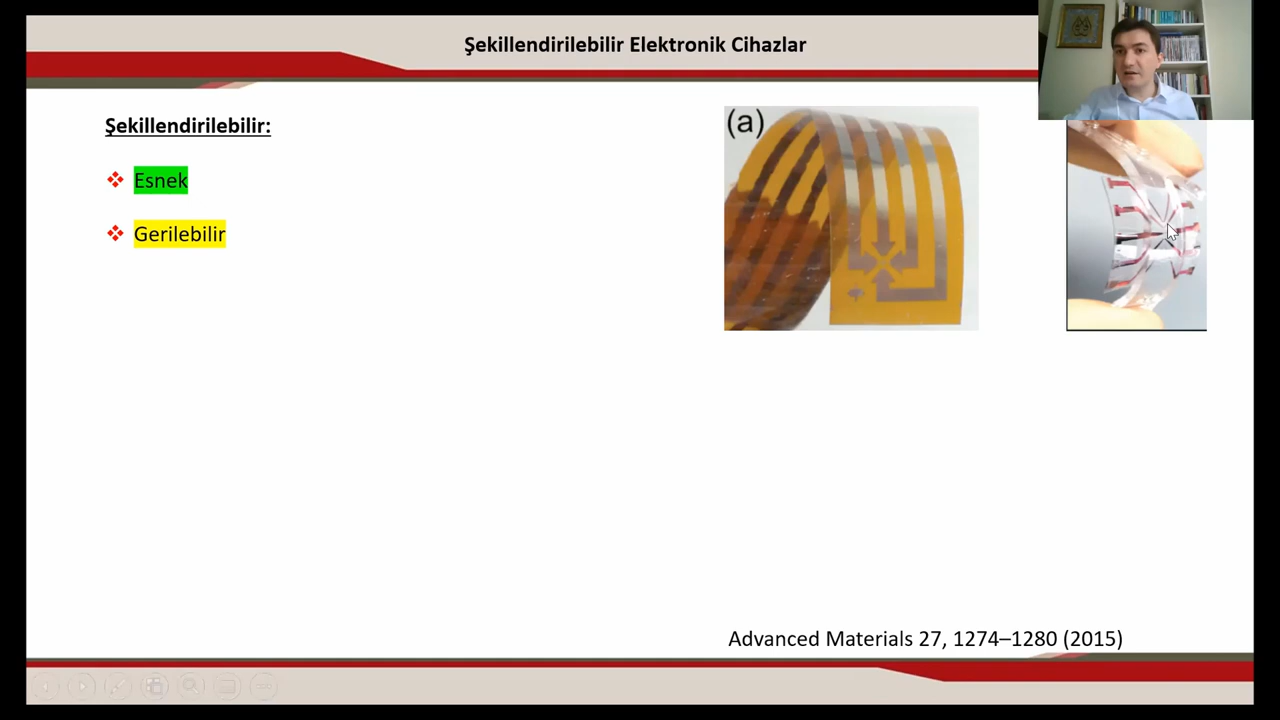 Şekillendirilebilir Elektronik Cihazlar
Şekillendirilebilir:
Esnek
Gerilebilir
(a)
Advanced Materials 27, 1274–1280 (2015)